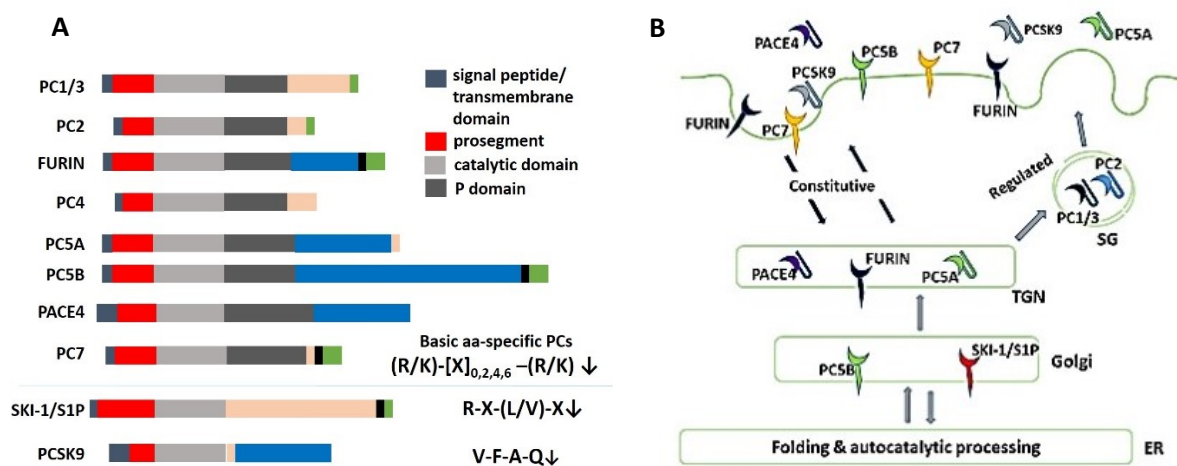 A
PC1/3
PC2
FURIN
PC4
PC5A
PC5B
PACE4
PC7
SKI-1/S1P
PCSK9
signal peptide/
transmembrane
domain
prosegment
catalytic domain
P domain
Basic aa-specific PCs
(R/K)-[X]0,2,4,6 –(R/K) ↓
R-X-(L/V)-X↓
V-F-A-Q↓
B
PACE4
PCSK9
PC5B
PC7
PCSK9
PC5A
FURIN
PC7
FURIN
Constitutive
Regulated
PC2
PC1/3
SG
PACE4
FURIN
PC5A
TGN
PC5B
SKI-1/S1P
Golgi
Folding & autocatalytic processing
ER